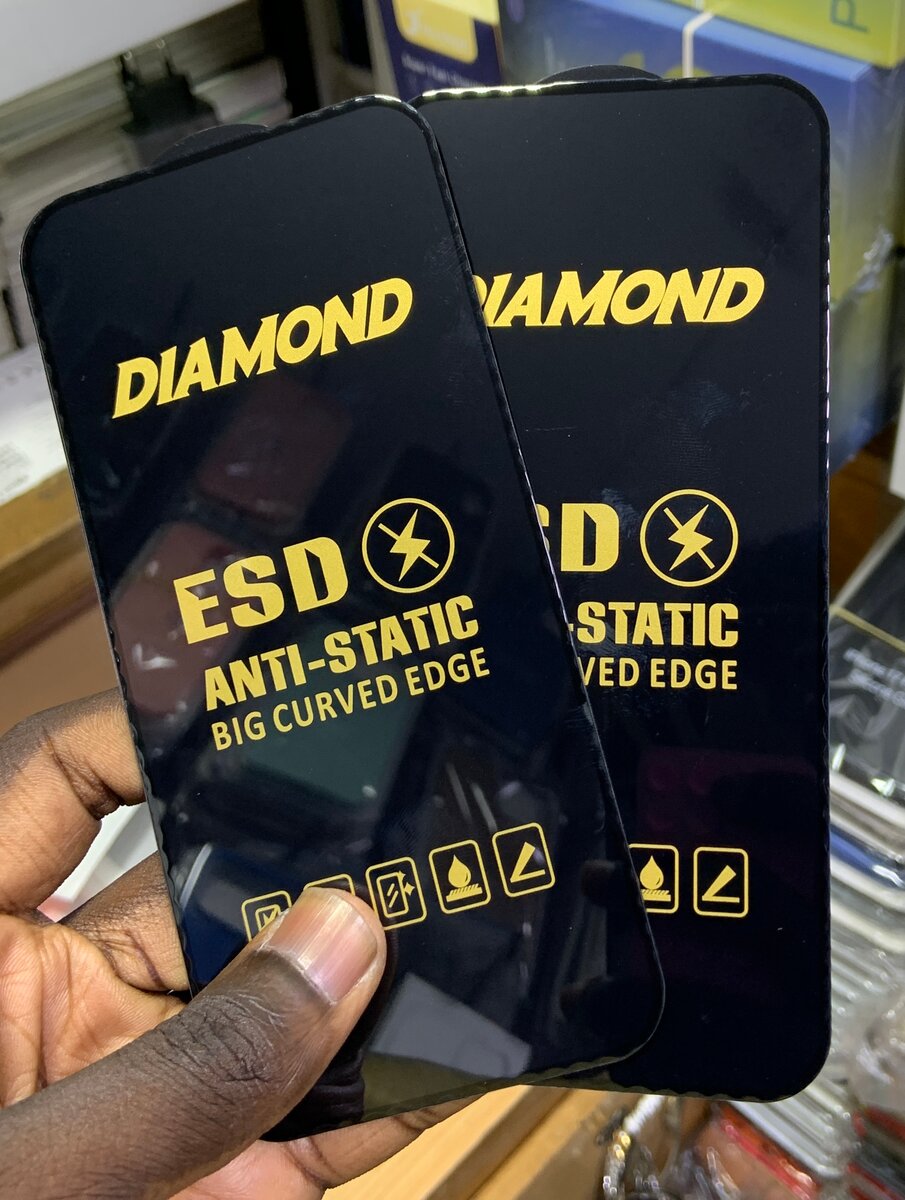 DIAMOND
ESD
ANTI-STATIC
BIG CURVED EDGE
DIAMOND
SD
-STATIC
VED EDGE